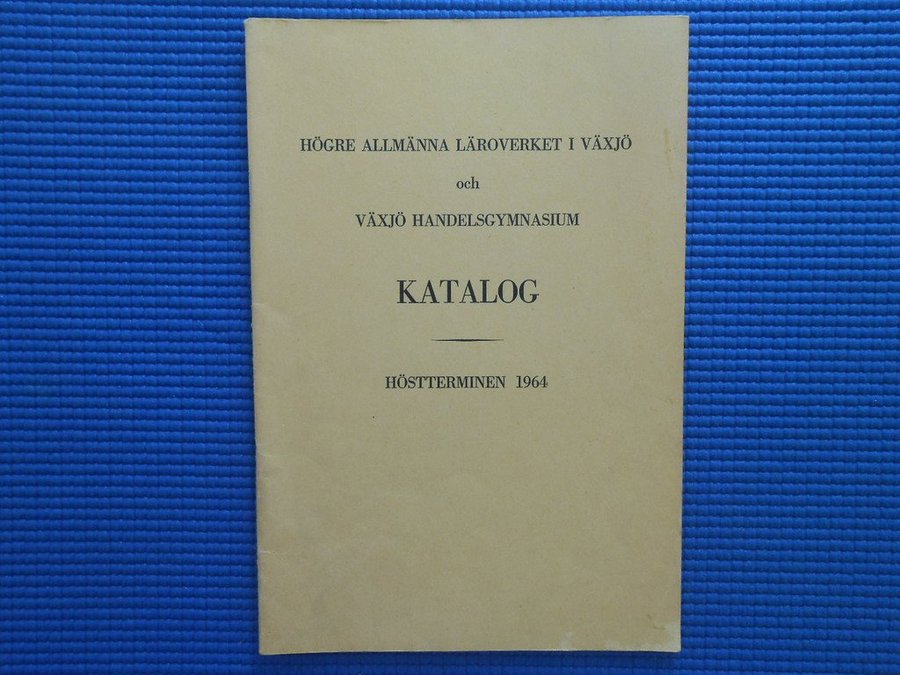 HÖGRE ALLMÄNNA LÄROVERKET I VÄXJÖ
och
VÄXJÖ HANDELSGYMNASIUM
KATALOG
HÖSTTERMINEN 1964